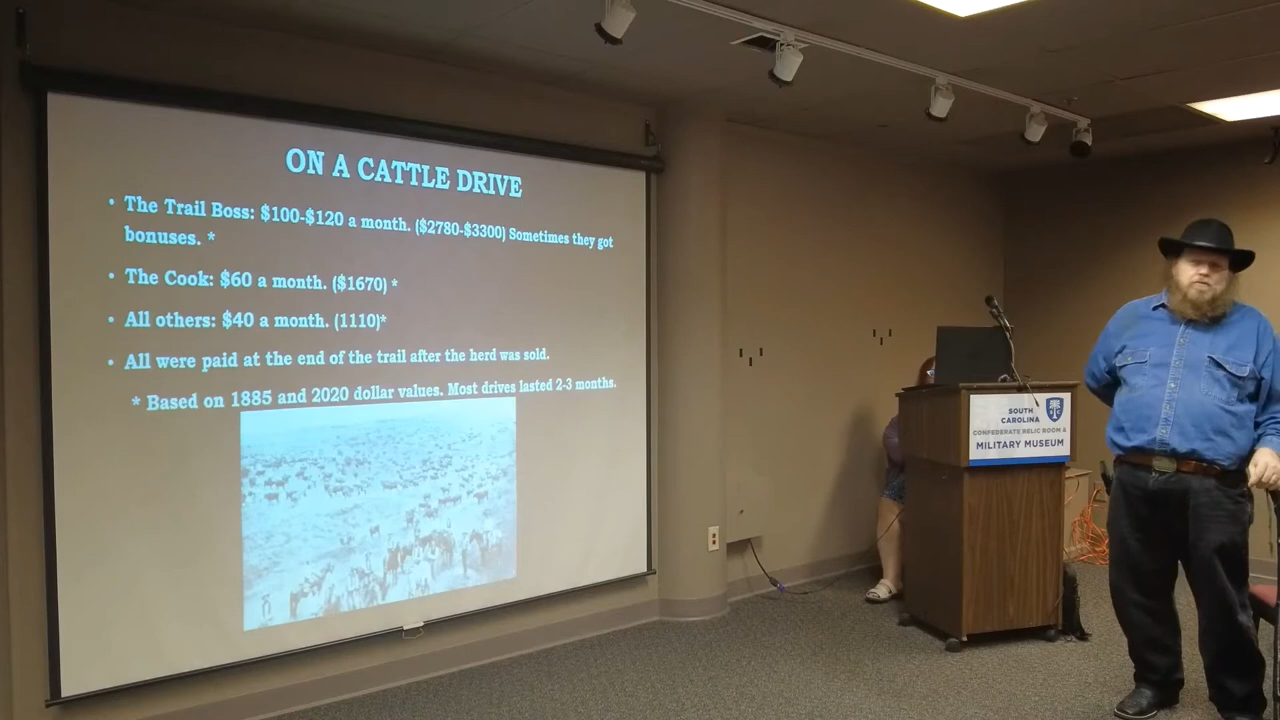 ON A CATTLE DRIVE
• The Trail Boss: $100-$120 a month. ($2780-$3300) Sometimes they got
bonuses. *
• The Cook: $60 a month. ($1670) *
• All others: $40 a month. (1110)*
• All were paid at the end of the trail after the herd was sold.
* Based on 1885 and 2020 dollar values. Most drives lasted 2-3 months.
SOUTH
CAROLINA
CONFEDERATE RELIC ROOM &
MILITARY MUSEUM